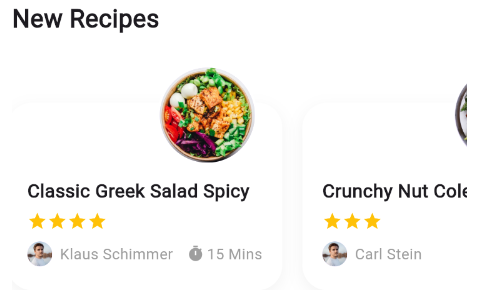 New Recipes
Classic Greek Salad Spicy
Klaus Schimmer 15 Mins
Crunchy Nut Cole
Carl Stein